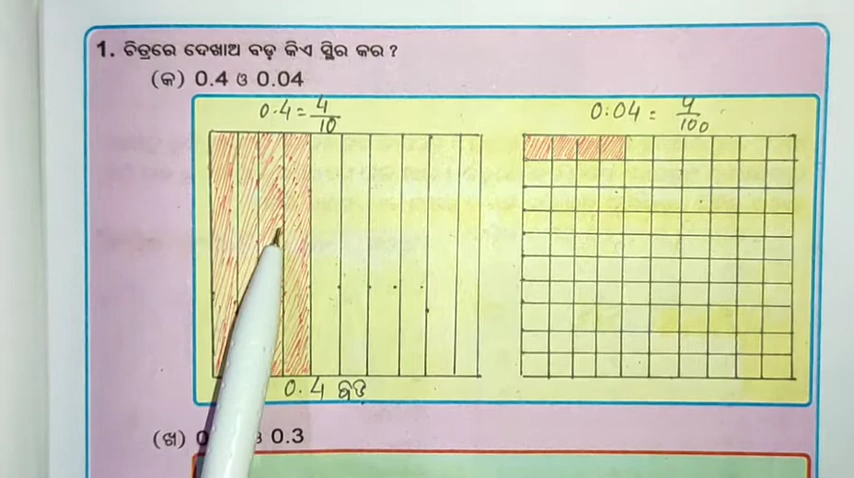 1. ଚିତ୍ରରେ ଦେଖାଅ ବଡ଼ କିଏ ସ୍ଥିର କର ?
(କ) 0.4 ଓ 0.04
0.4 = 4/10
0.04 = 4/100
0.4 ବଡ
(ଖ) 0 ଓ 0.3